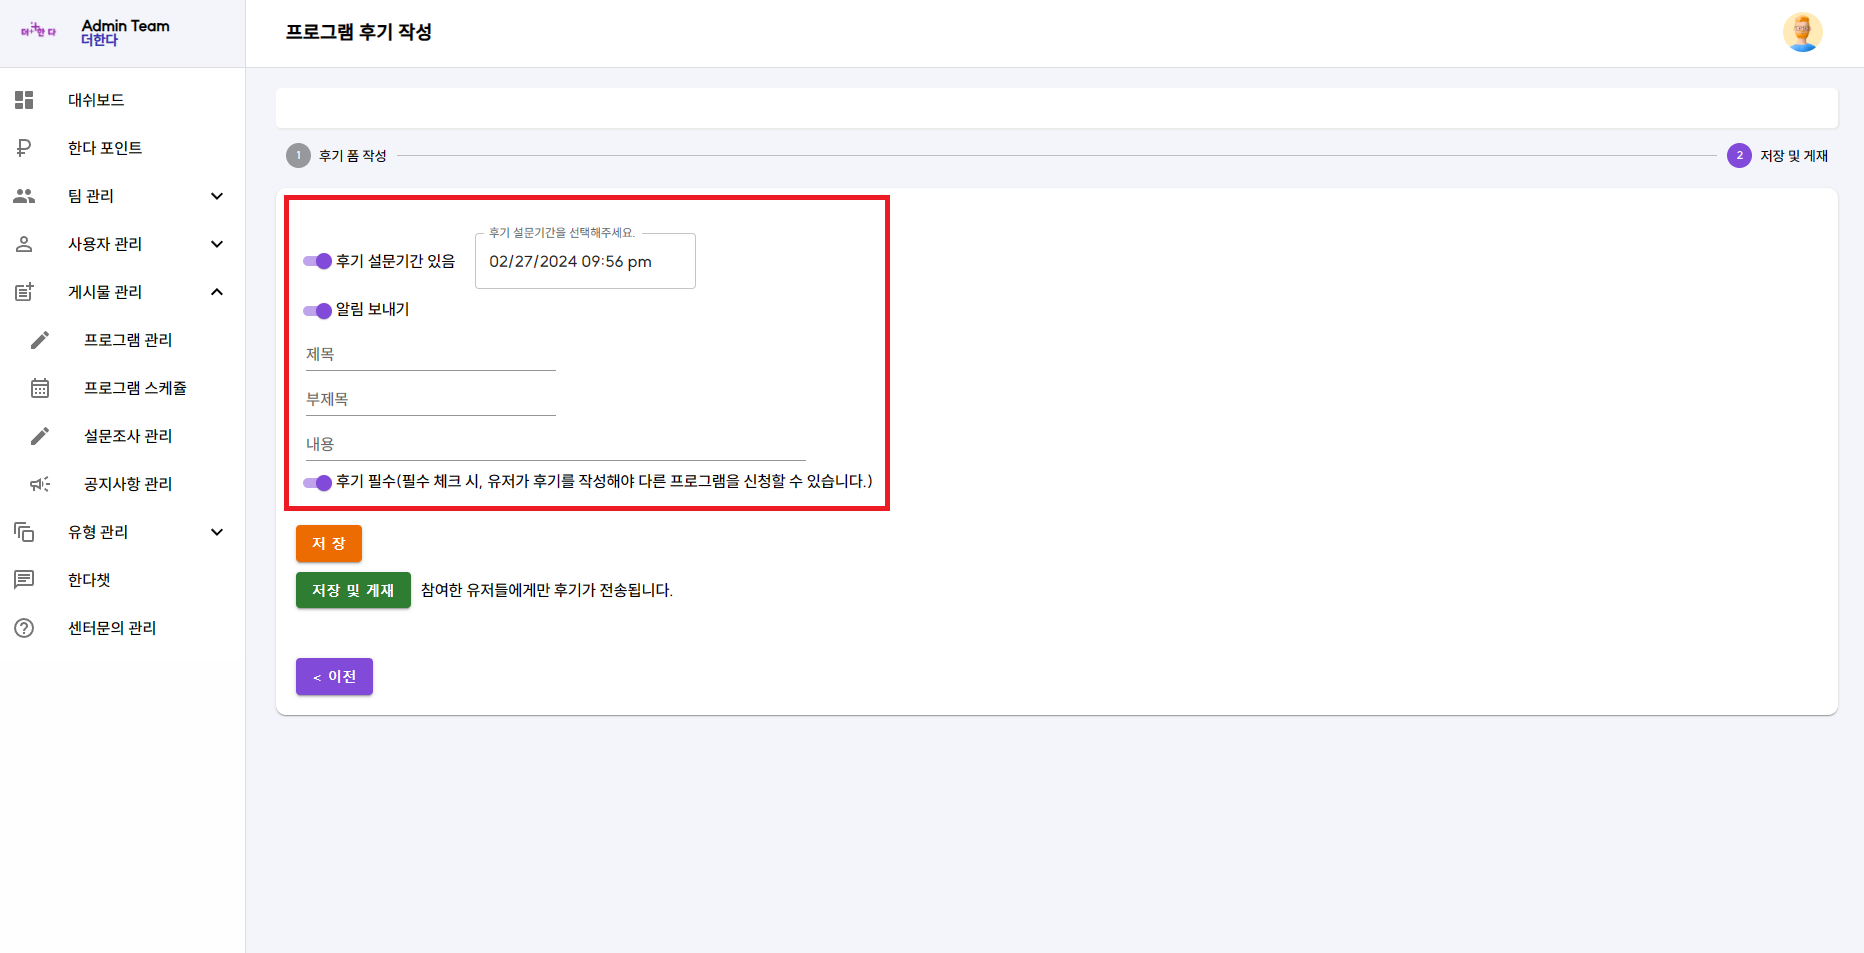 더한다
Admin Team
더한다
프로그램 후기 작성
대쉬보드
한다 포인트
팀 관리
사용자 관리
게시물 관리
프로그램 관리
프로그램 스케쥴
설문조사 관리
공지사항 관리
유형 관리
한다챗
센터문의 관리
1 후기 폼 작성
2 저장 및 게재
후기 설문기간 있음
후기 설문기간을 선택해주세요.
02/27/2024 09:56 pm
알림 보내기
제목
부제목
내용
후기 필수(필수 체크 시, 유저가 후기를 작성해야 다른 프로그램을 신청할 수 있습니다.)
저 장
저장 및 게재 참여한 유저들에게만 후기가 전송됩니다.
< 이전